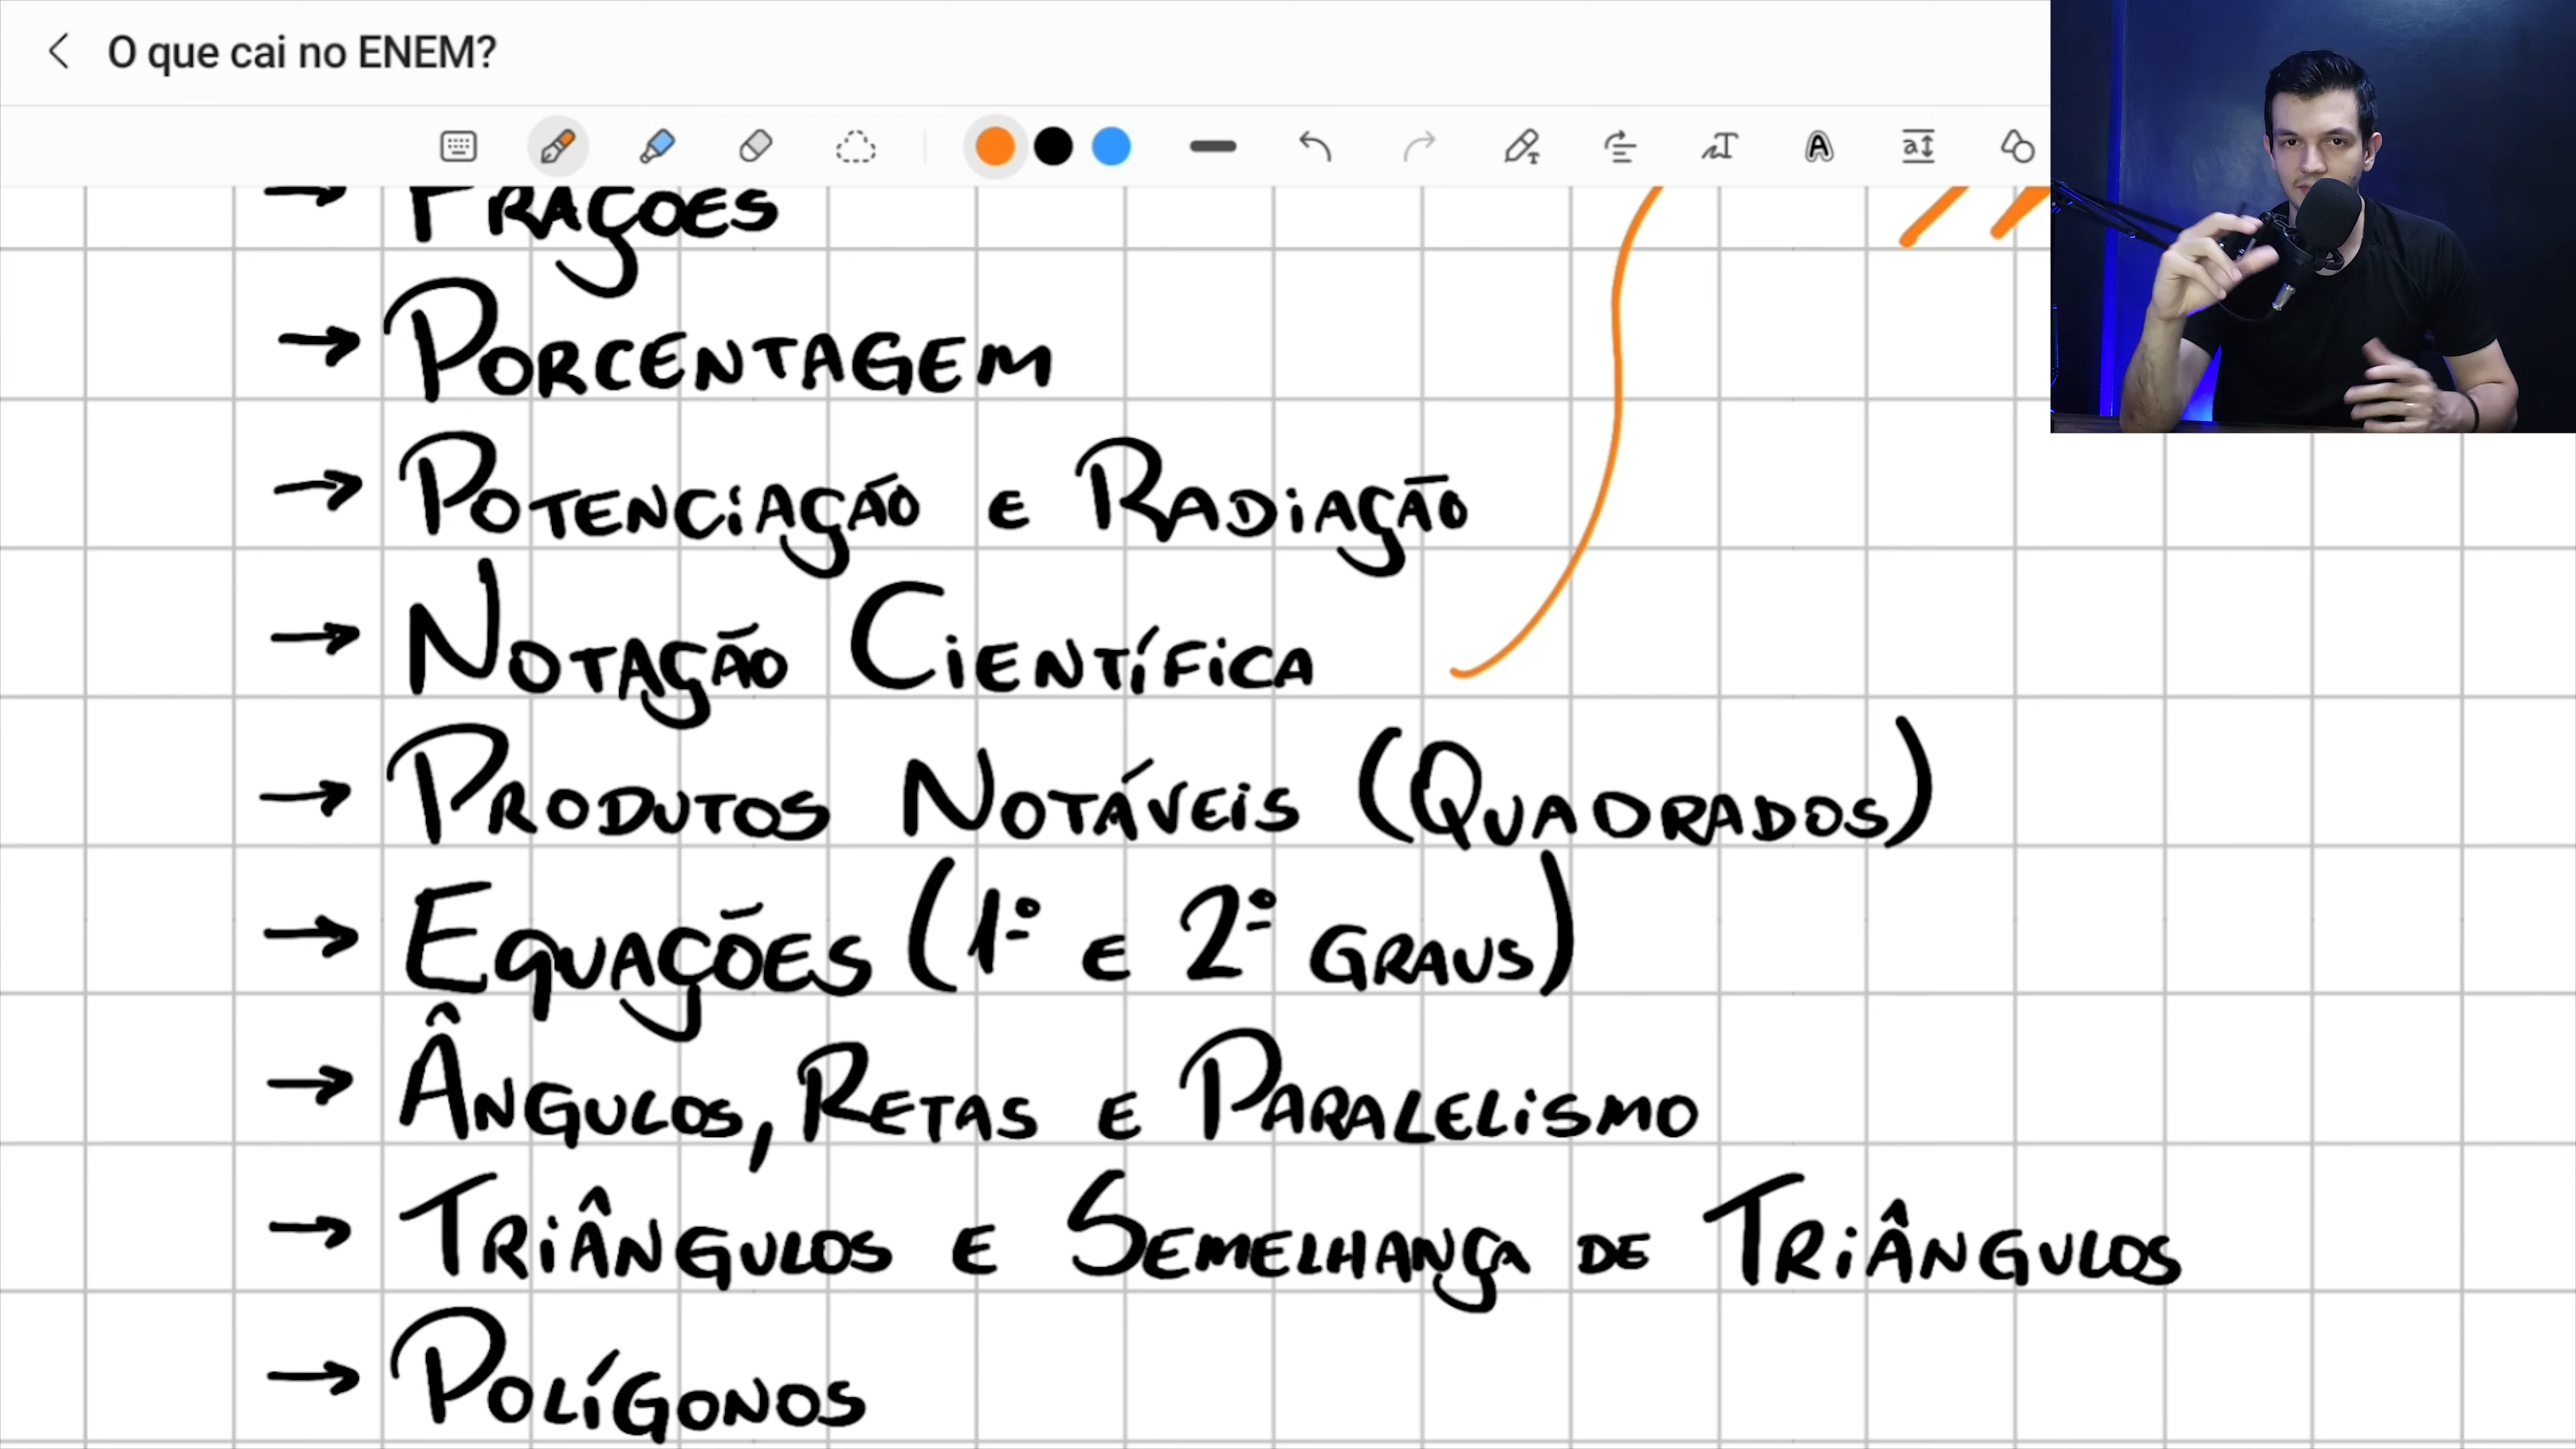 O que cai no ENEM?
→ FRAÇÕES
→ PORCENTAGEM
→ POTENCIAÇÃO E RADIAÇÃO
→ NOTAÇÃO CIENTÍFICA
→ PRODUTOS NOTÁVEIS (QUADRADOS)
→ EQUAÇÕES (1º E 2º GRAUS)
→ ÂNGULOS, RETAS E PARALELISMO
→ TRIÂNGULOS E SEMELHANÇA DE TRIÂNGULOS
→ POLÍGONOS